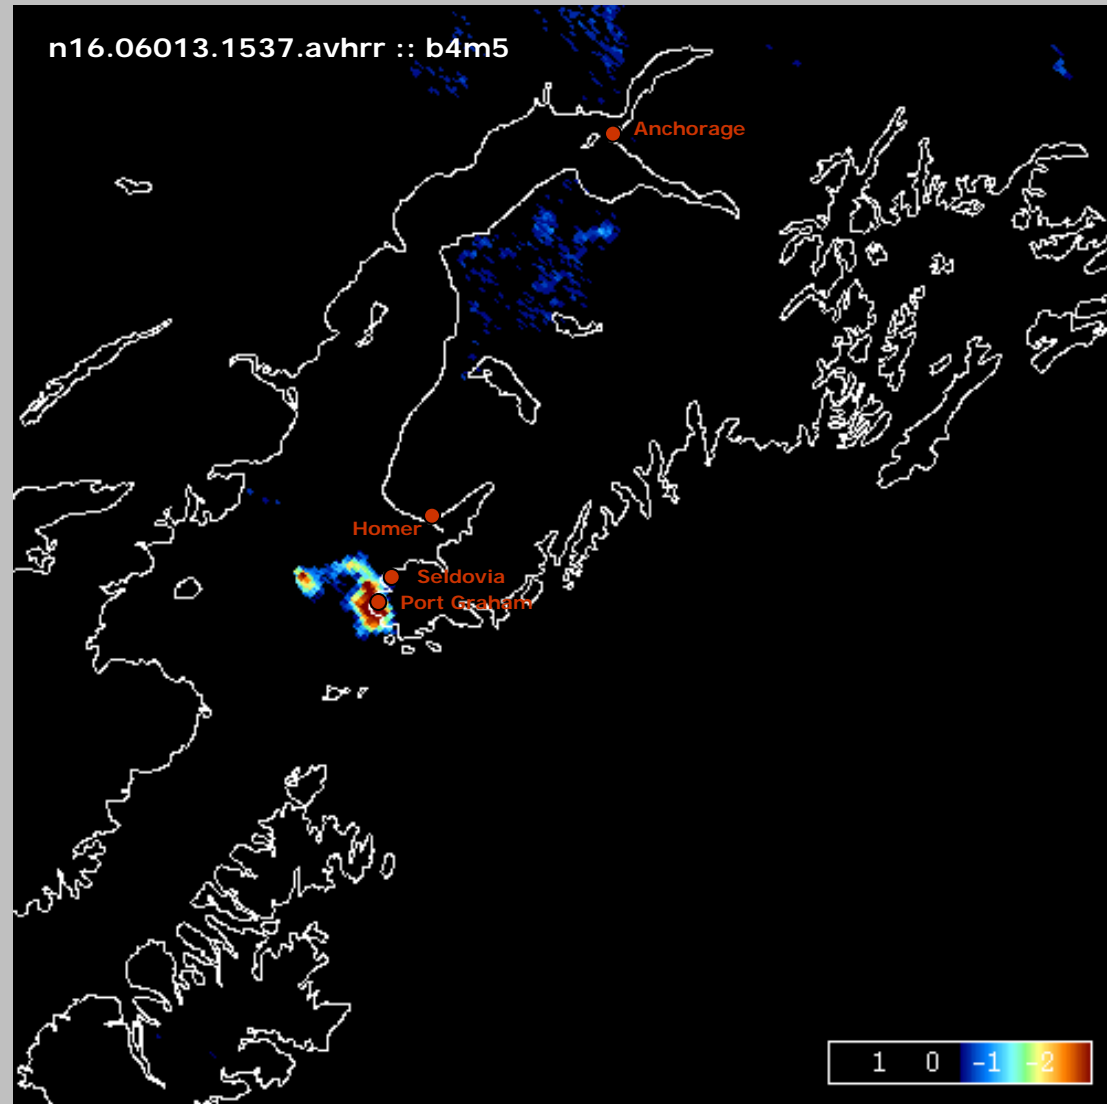 n16.06013.1537.avhrr :: b4m5
Anchorage
Homer
Seldovia
Port Graham
1 0 -1 -2